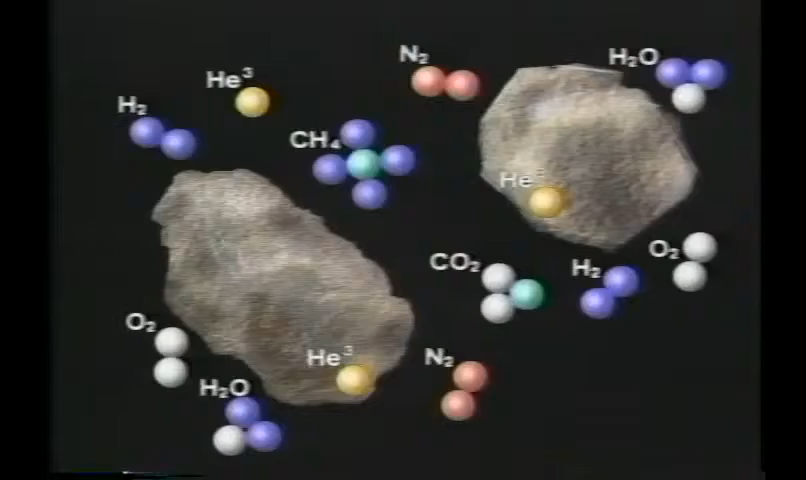 N₂
H₂O
He³
H₂
CH₄
He³
O₂
CO₂
H₂
O₂
He³
N₂
H₂O